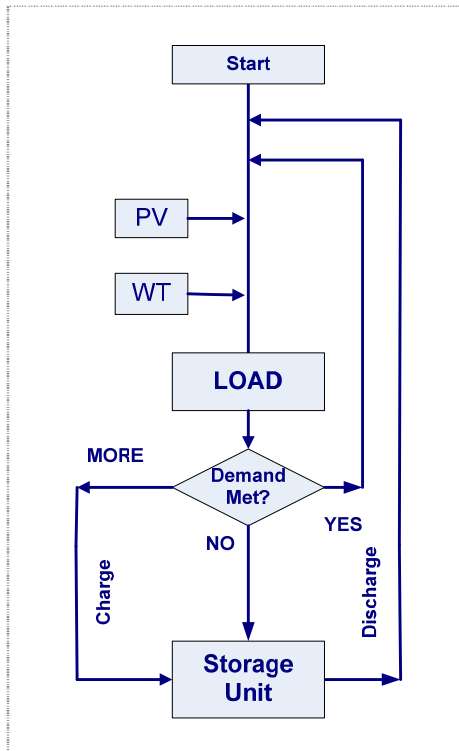 Start
PV
WT
LOAD
MORE
Demand
Met?
YES
NO
Charge
Discharge
Storage
Unit